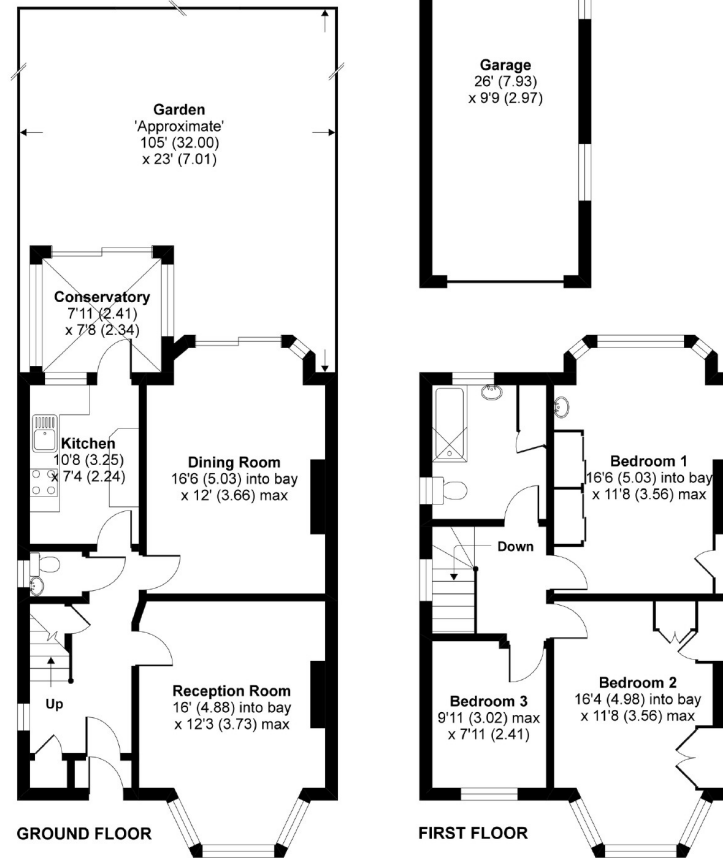 Garden
'Approximate'
105' (32.00)
x 23' (7.01)
Garage
26' (7.93)
x 9'9 (2.97)
Conservatory
7'11 (2.41)
x 7'8 (2.34)
Kitchen
10'8 (3.25)
x 7'4 (2.24)
Dining Room
16'6 (5.03) into bay
x 12' (3.66) max
Up
Reception Room
16' (4.88) into bay
x 12'3 (3.73) max
GROUND FLOOR
Bedroom 1
16'6 (5.03) into bay
x 11'8 (3.56) max
Down
Bedroom 2
16'4 (4.98) into bay
x 11'8 (3.56) max
Bedroom 3
9'11 (3.02) max
x 7'11 (2.41)
FIRST FLOOR